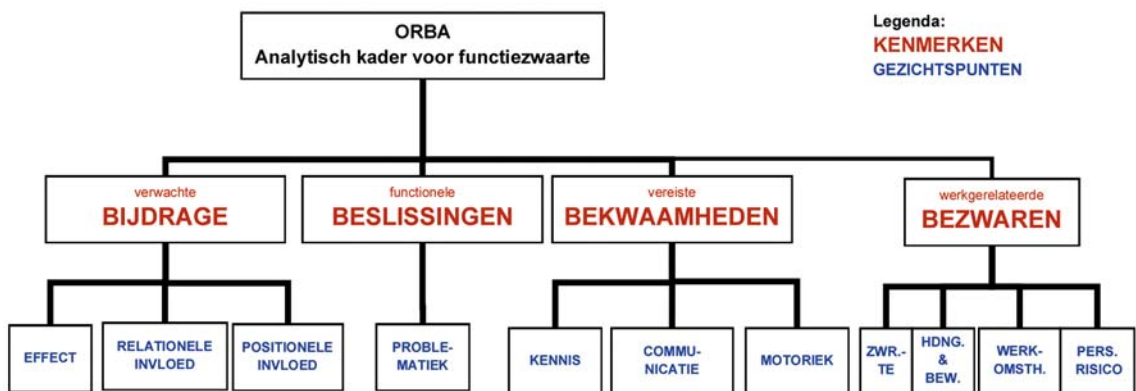 ORBA
Analytisch kader voor functiezwaarte
Legenda:
KENMERKEN
GEZICHTSPUNTEN
verwachte
BIJDRAGE
functionele
BESLISSINGEN
vereiste
BEKWAAMHEDEN
werkgerelateerde
BEZWAREN
EFFECT
RELATIONELE
INVLOED
POSITIONELE
INVLOED
PROBLE-
MATIEK
KENNIS
COMMU-
NICATIE
MOTORIEK
ZWR.-
TE
HDNG.
&
BEW.
WERK-
OMSTH.
PERS.
RISICO